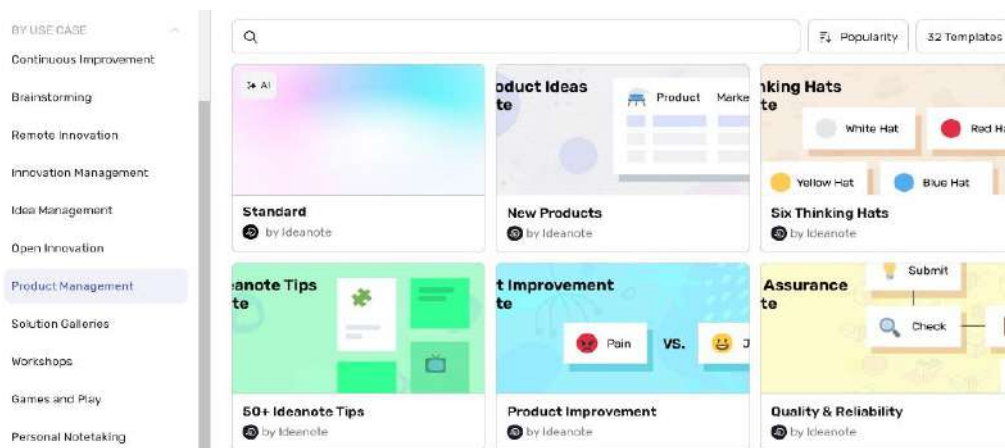 BY USE CASE
Continuous Improvement
Brainstorming
Remote Innovation
Innovation Management
Idea Management
Open Innovation
Product Management
Solution Galleries
Workshops
Games and Play
Personal Notetaking
Popularity
32 Templates
AI
Standard
by Ideanote
oduct Ideas
te
Product Marke
New Products
by Ideanote
nking Hats
te
White Hat
Red Ha
Yellow Hat
Blue Hat
Six Thinking Hats
by Ideanote
eanote Tips
te
50+ Ideanote Tips
by Ideanote
t Improvement
te
Pain
VS.
J
Product Improvement
by Ideanote
Assurance
te
Submit
Check
Quality & Reliability
by Ideanote